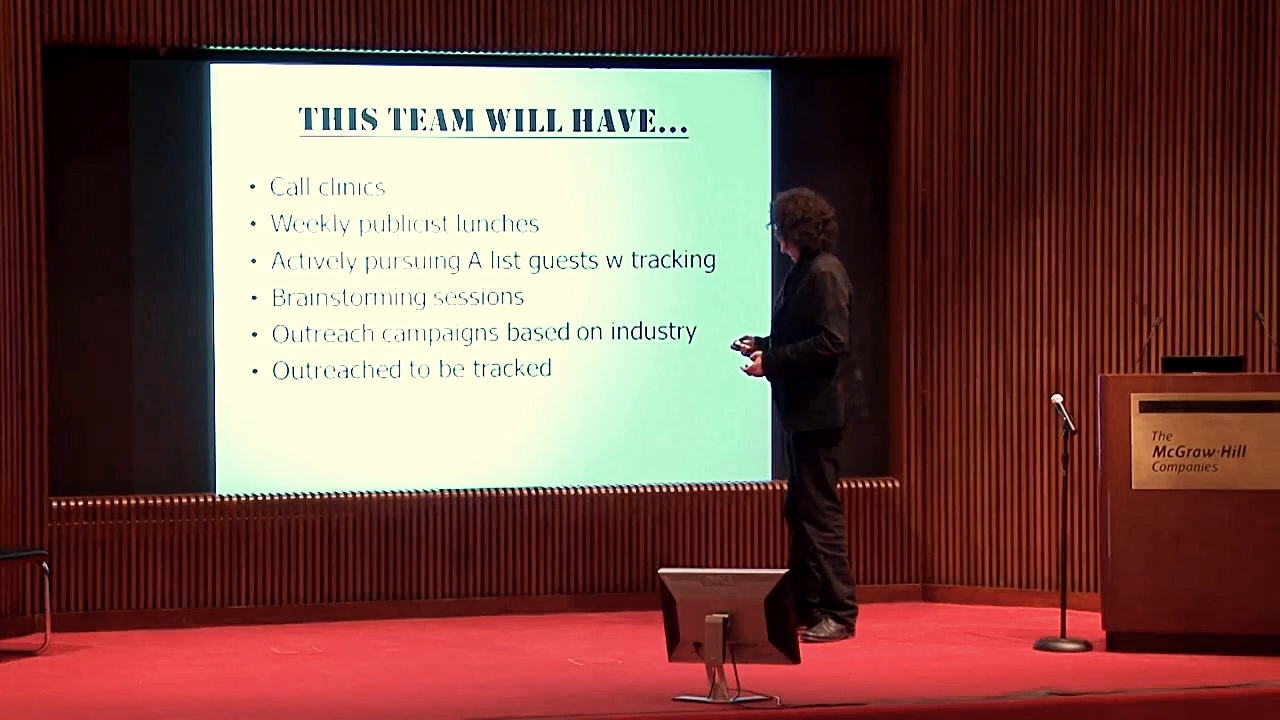 THIS TEAM WILL HAVE...
• Call clinics
• Weekly publicist lunches
• Actively pursuing A list guests w tracking
• Brainstorming sessions
• Outreach campaigns based on industry
• Outreached to be tracked
The
McGraw·Hill
Companies